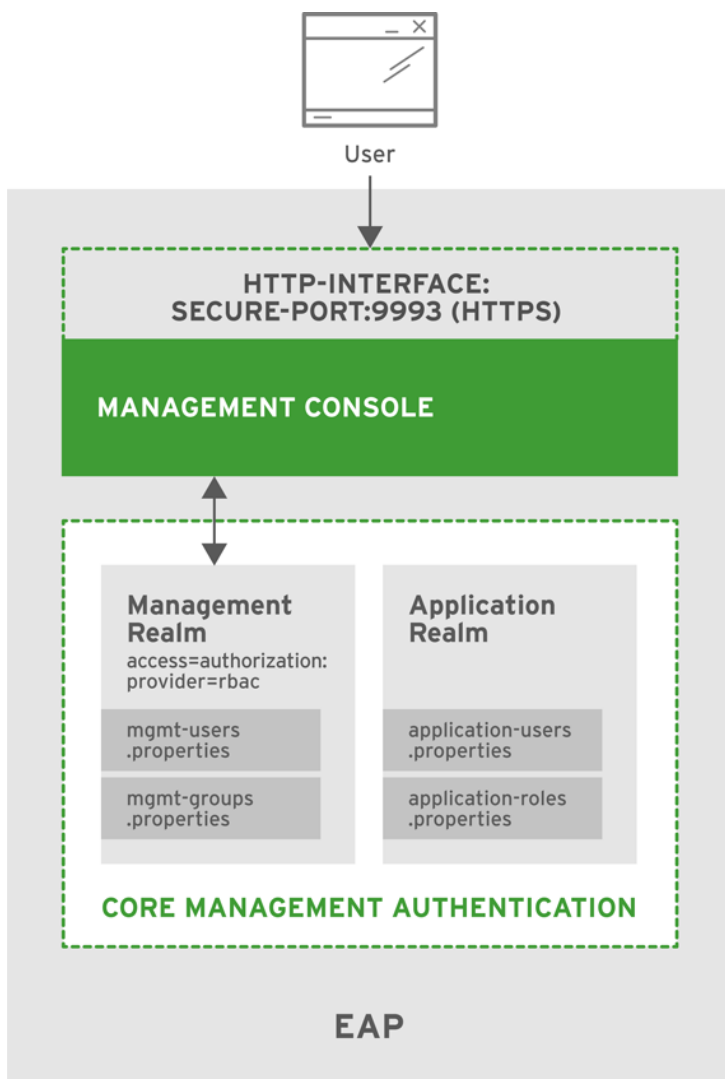 User
HTTP-INTERFACE:
SECURE-PORT:9993 (HTTPS)
MANAGEMENT CONSOLE
Management
Realm
access=authorization:
provider=rbac
mgmt-users
.properties
mgmt-groups
.properties
Application
Realm
application-users
.properties
application-roles
.properties
CORE MANAGEMENT AUTHENTICATION
EAP